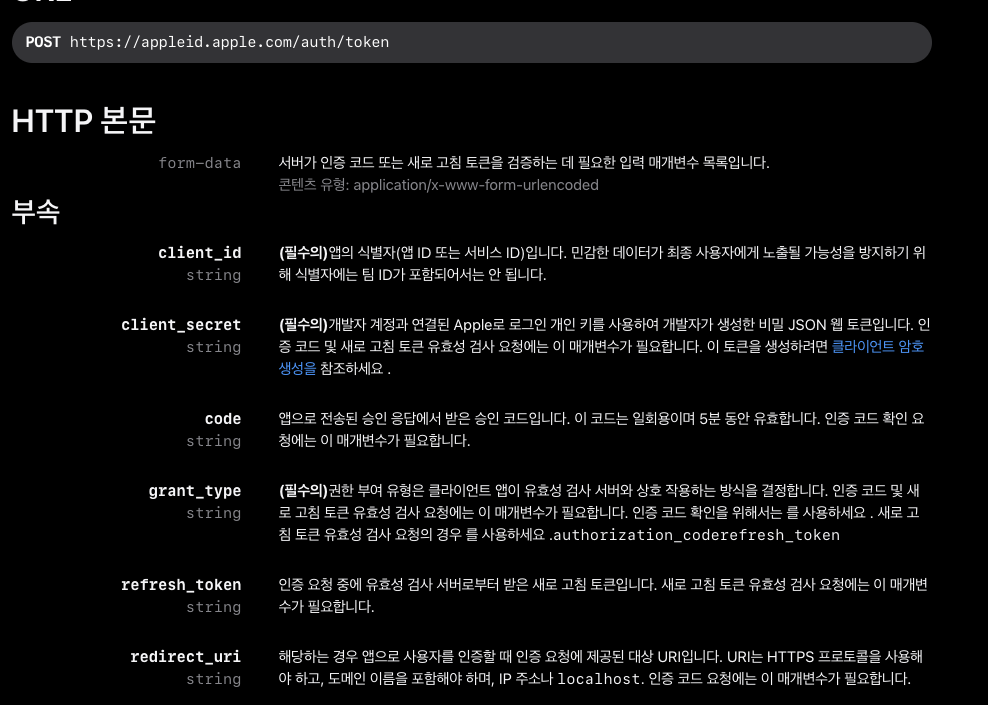 POST https://appleid.apple.com/auth/token
HTTP 본문
form-data
서버가 인증 코드 또는 새로 고침 토큰을 검증하는 데 필요한 입력 매개변수 목록입니다.
콘텐츠 유형: application/x-www-form-urlencoded
부속
client_id
string
(필수의)앱의 식별자(앱 ID 또는 서비스 ID)입니다. 민감한 데이터가 최종 사용자에게 노출될 가능성을 방지하기 위
해 식별자에는 팀 ID가 포함되어서는 안 됩니다.
client_secret
string
(필수의)개발자 계정과 연결된 Apple로 로그인 개인 키를 사용하여 개발자가 생성한 비밀 JSON 웹 토큰입니다. 인
증 코드 및 새로 고침 토큰 유효성 검사 요청에는 이 매개변수가 필요합니다. 이 토큰을 생성하려면 클라이언트 암호
생성을 참조하세요 .
code
string
앱으로 전송된 승인 응답에서 받은 승인 코드입니다. 이 코드는 일회용이며 5분 동안 유효합니다. 인증 코드 확인 요
청에는 이 매개변수가 필요합니다.
grant_type
string
(필수의)권한 부여 유형은 클라이언트 앱이 유효성 검사 서버와 상호 작용하는 방식을 결정합니다. 인증 코드 및 새
로 고침 토큰 유효성 검사 요청에는 이 매개변수가 필요합니다. 인증 코드 확인을 위해서는 를 사용하세요 . 새로 고
침 토큰 유효성 검사 요청의 경우 를 사용하세요 .authorization_coderefresh_token
refresh_token
string
인증 요청 중에 유효성 검사 서버로부터 받은 새로 고침 토큰입니다. 새로 고침 토큰 유효성 검사 요청에는 이 매개변
수가 필요합니다.
redirect_uri
string
해당하는 경우 앱으로 사용자를 인증할 때 인증 요청에 제공된 대상 URI입니다. URI는 HTTPS 프로토콜을 사용해
야 하고, 도메인 이름을 포함해야 하며, IP 주소나 localhost. 인증 코드 요청에는 이 매개변수가 필요합니다.